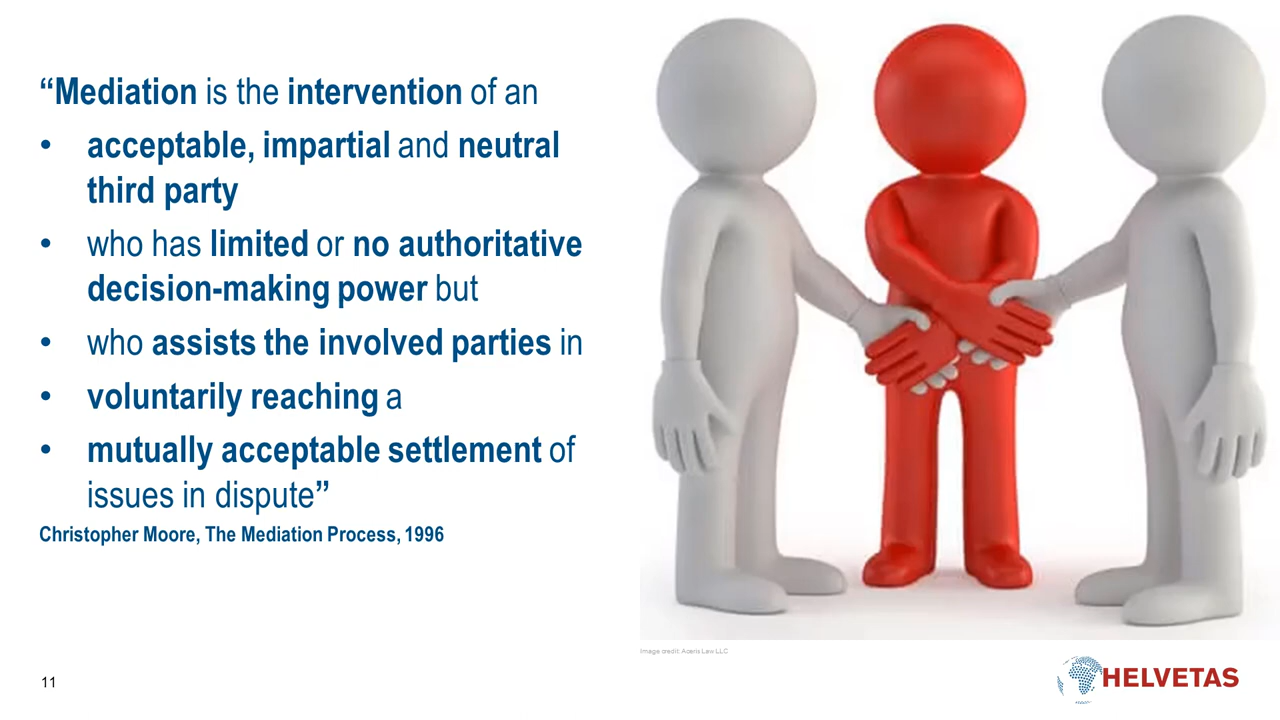 “Mediation is the intervention of an
• acceptable, impartial and neutral
third party
• who has limited or no authoritative
decision-making power but
• who assists the involved parties in
• voluntarily reaching a
• mutually acceptable settlement of
issues in dispute”
Christopher Moore, The Mediation Process, 1996
Image credit: Aceris Law LLC
11
HELVETAS